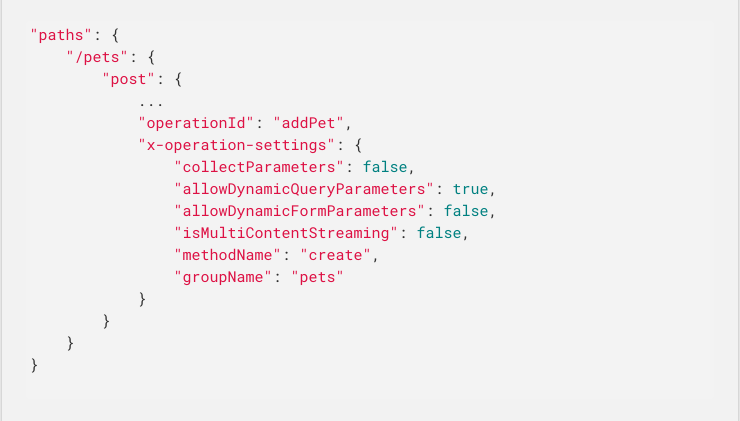 "paths": {
    "/pets": {
        "post": {
            ...
            "operationId": "addPet",
            "x-operation-settings": {
                "collectParameters": false,
                "allowDynamicQueryParameters": true,
                "allowDynamicFormParameters": false,
                "isMultiContentStreaming": false,
                "methodName": "create",
                "groupName": "pets"
            }
        }
    }
}